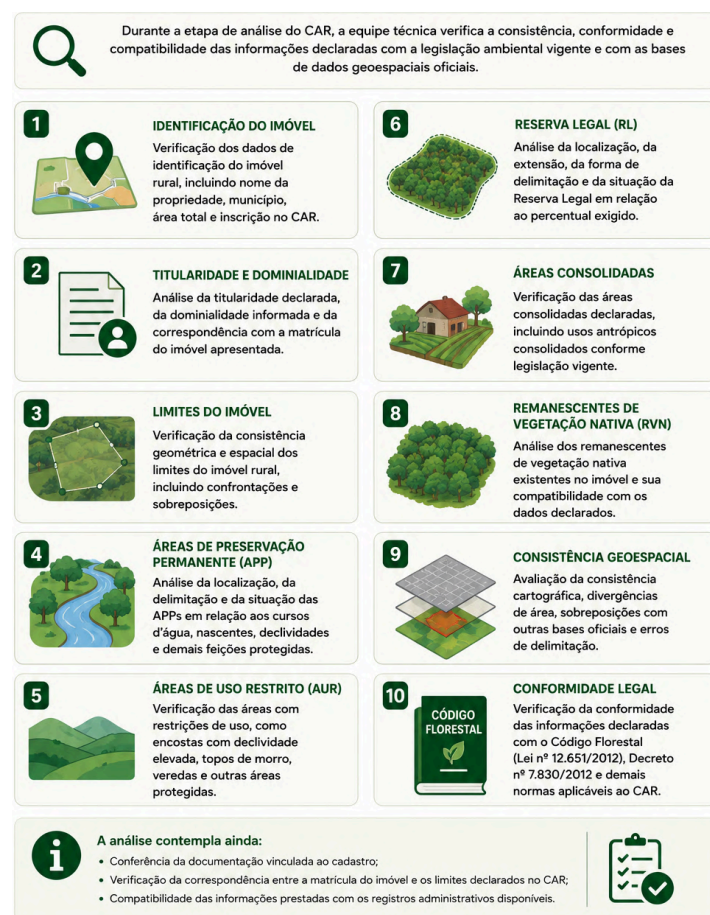 Durante a etapa de análise do CAR, a equipe técnica verifica a consistência, conformidade e
compatibilidade das informações declaradas com a legislação ambiental vigente e com as bases
de dados geoespaciais oficiais.
1
IDENTIFICAÇÃO DO IMÓVEL
Verificação dos dados de
identificação do imóvel
rural, incluindo nome da
propriedade, município,
área total e inscrição no CAR.
2
TITULARIDADE E DOMINIALIDADE
Análise da titularidade declarada,
da dominialidade informada e da
correspondência com a matrícula
do imóvel apresentada.
3
LIMITES DO IMÓVEL
Verificação da consistência
geométrica e espacial dos
limites do imóvel rural,
incluindo confrontações e
sobreposições.
4
ÁREAS DE PRESERVAÇÃO
PERMANENTE (APP)
Análise da localização, da
delimitação e da situação das
APPs em relação aos cursos
d'água, nascentes, declividades
e demais feições protegidas.
5
ÁREAS DE USO RESTRITO (AUR)
Verificação das áreas com
restrições de uso, como
encostas com declividade
elevada, topos de morro,
veredas e outras áreas
protegidas.
6
RESERVA LEGAL (RL)
Análise da localização, da
extensão, da forma de
delimitação e da situação da
Reserva Legal em relação
ao percentual exigido.
7
ÁREAS CONSOLIDADAS
Verificação das áreas
consolidadas declaradas,
incluindo usos antrópicos
consolidados conforme
legislação vigente.
8
REMANESCENTES DE
VEGETAÇÃO NATIVA (RVN)
Análise dos remanescentes
de vegetação nativa
existentes no imóvel e sua
compatibilidade com os
dados declarados.
9
CONSISTÊNCIA GEOESPACIAL
Avaliação da consistência
cartográfica, divergências
de área, sobreposições com
outras bases oficiais e erros
de delimitação.
10
CÓDIGO
FLORESTAL
CONFORMIDADE LEGAL
Verificação da conformidade
das informações declaradas
com o Código Florestal
(Lei nº 12.651/2012), Decreto
nº 7.830/2012 e demais
normas aplicáveis ao CAR.
A análise contempla ainda:
• Conferência da documentação vinculada ao cadastro;
• Verificação da correspondência entre a matrícula do imóvel e os limites declarados no CAR;
• Compatibilidade das informações prestadas com os registros administrativos disponíveis.